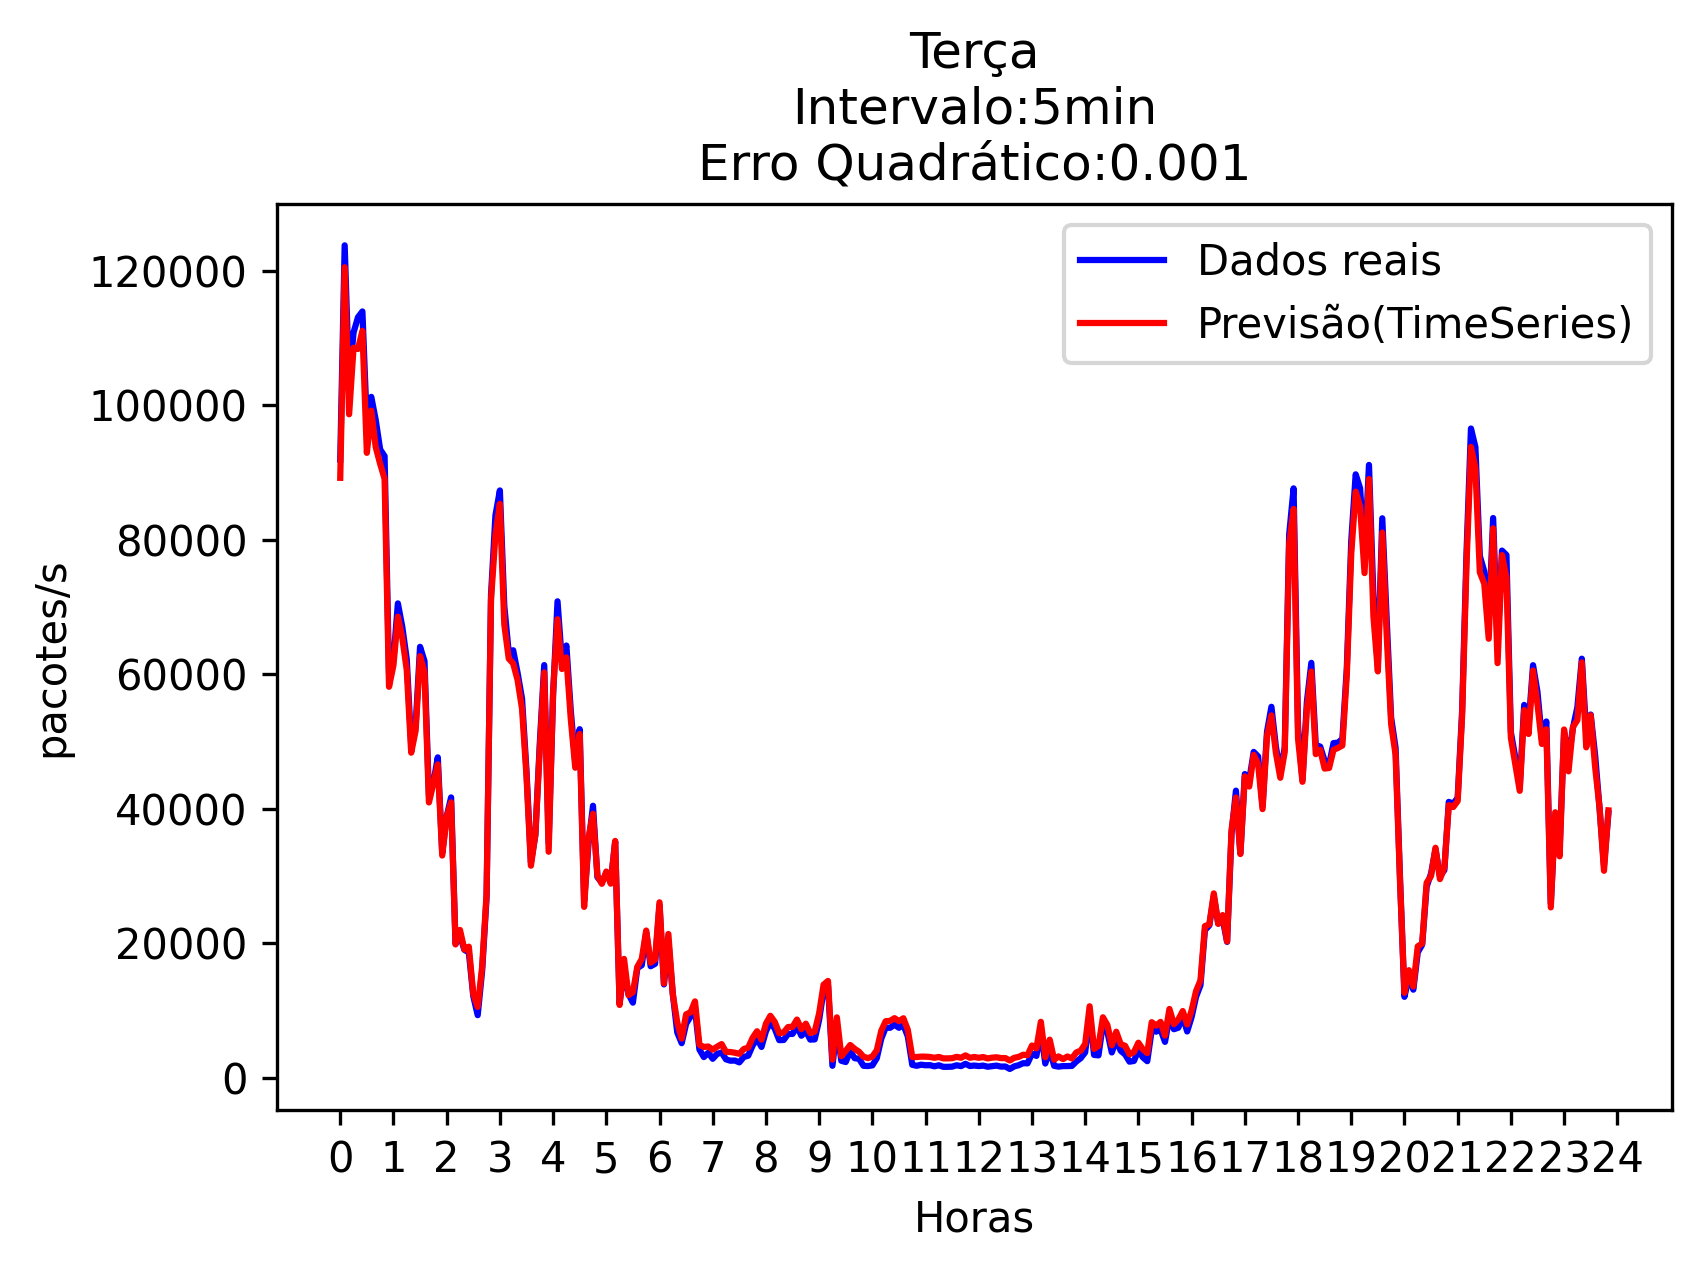 Terça
Intervalo:5min
Erro Quadrático:0.001
Dados reais
Previsão(TimeSeries)
120000
100000
80000
60000
40000
20000
0
pacotes/s
0 1 2 3 4 5 6 7 8 9 10 11 12 13 14 15 16 17 18 19 20 21 22 23 24
Horas